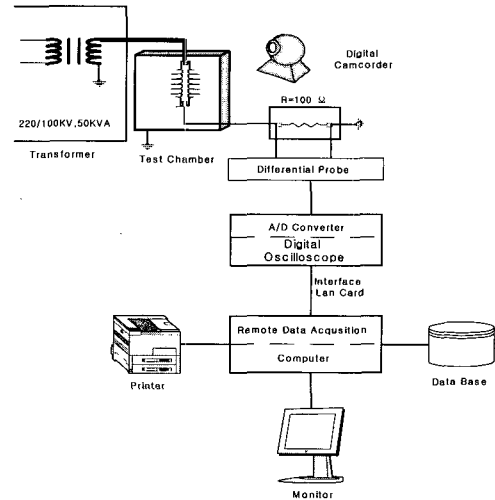 Digital
Camcorder
R=100 Ω
220/100KV,50KVA
Transformer
Test Chamber
Differential Probe
A/D Converter
Digital
Oscilloscope
Interface
Lan Card
Remote Data Acqusition
Computer
Printer
Data Base
Monitor